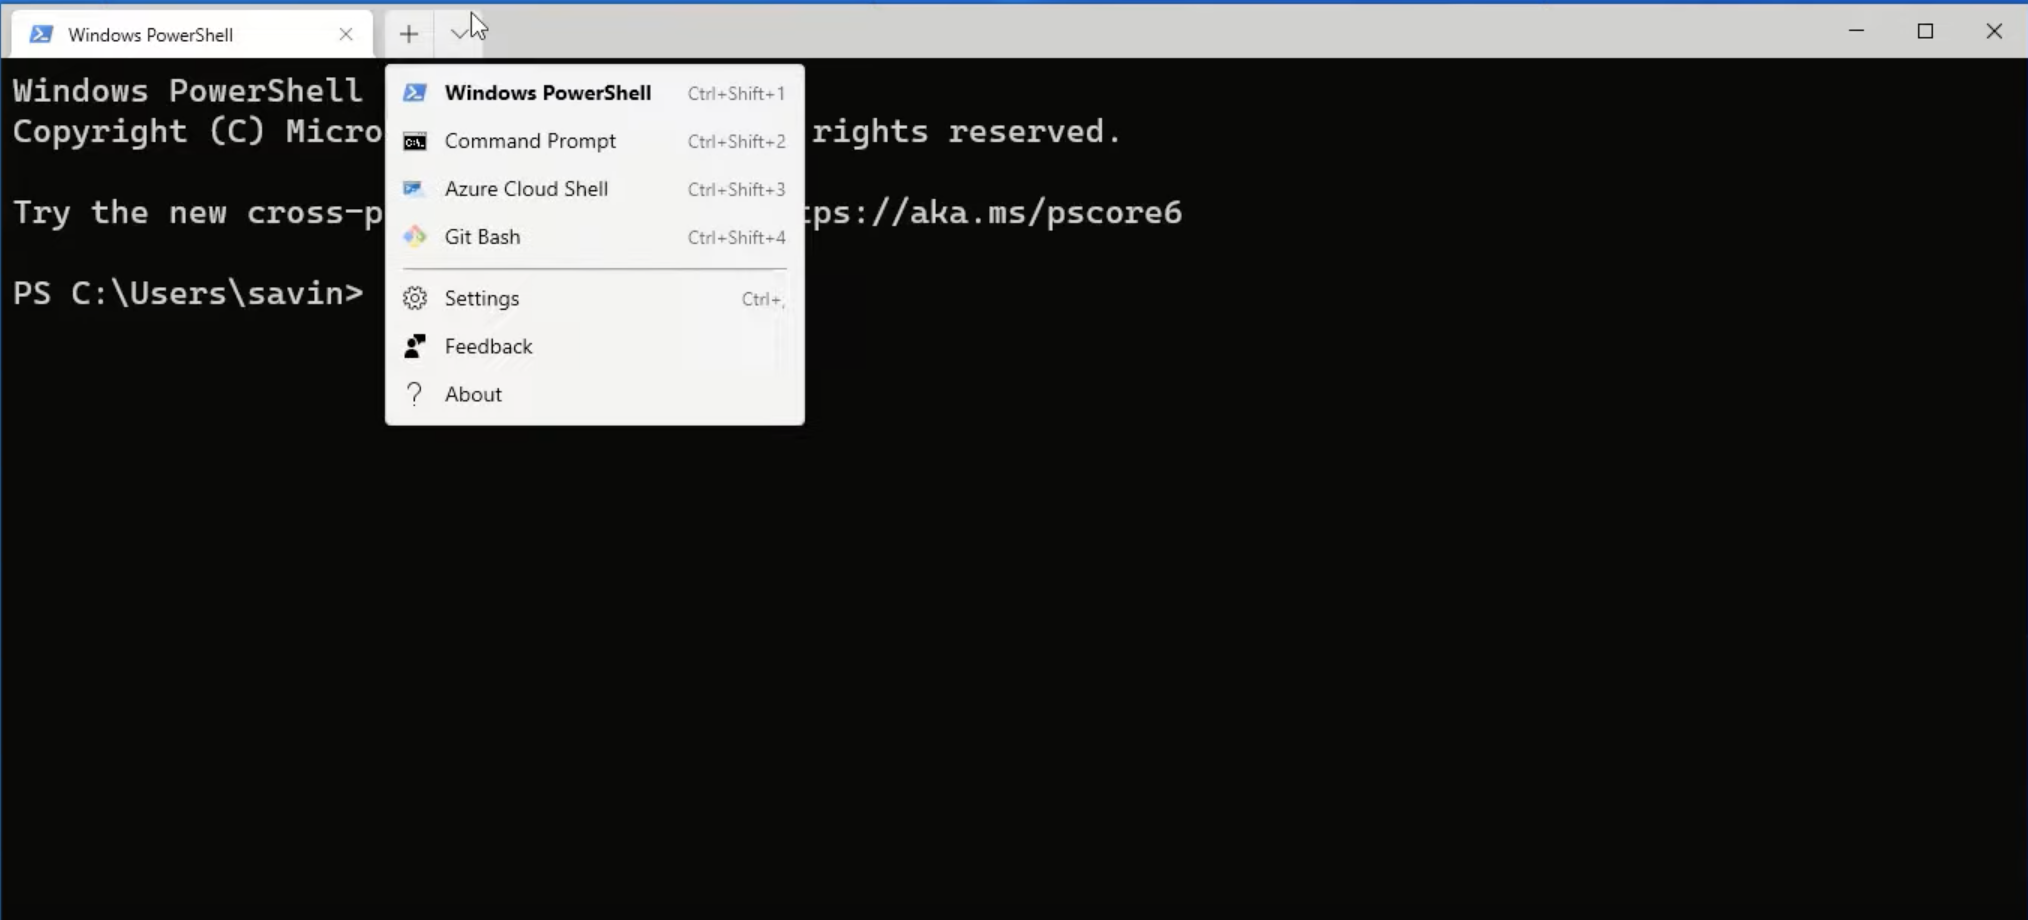 Windows PowerShell
Windows PowerShell
Copyright (C) Micro
rights reserved.
Try the new cross-p
tps://aka.ms/pscore6
PS C:\Users\savin>
Windows PowerShell Ctrl+Shift+1
Command Prompt Ctrl+Shift+2
Azure Cloud Shell Ctrl+Shift+3
Git Bash Ctrl+Shift+4
Settings Ctrl+,
Feedback
? About